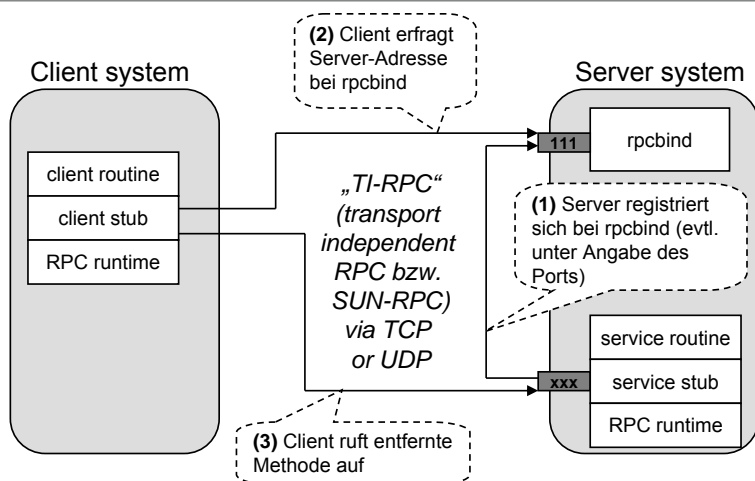 (2) Client erfragt
Server-Adresse
bei rpcbind
Client system
Server system
111
rpcbind
client routine
client stub
RPC runtime
„TI-RPC“
(transport
independent
RPC bzw.
SUN-RPC)
via TCP
or UDP
(1) Server registriert
sich bei rpcbind (evtl.
unter Angabe des
Ports)
service routine
xxx
service stub
RPC runtime
(3) Client ruft entfernte
Methode auf